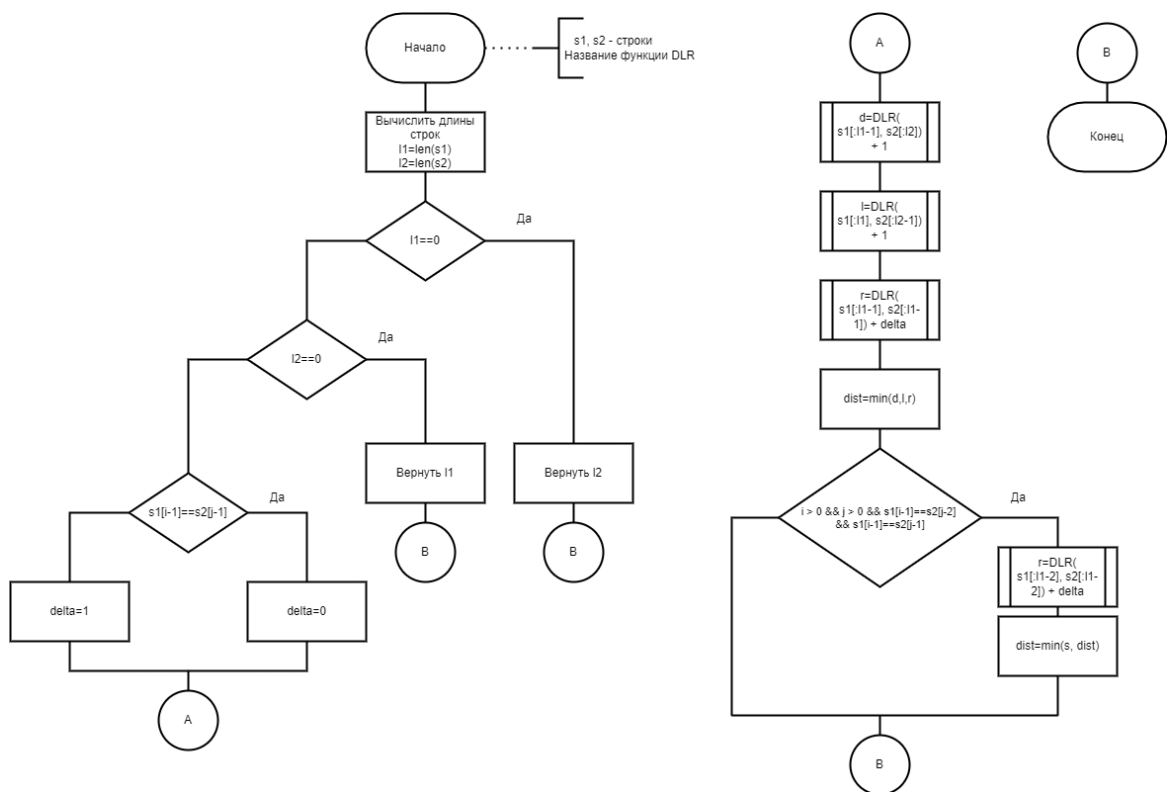 Начало
s1, s2 - строки
Название функции DLR
Вычислить длины
строк
l1=len(s1)
l2=len(s2)
l1==0
Да
l2==0
Да
Вернуть l1
Вернуть l2
s1[i-1]==s2[j-1]
Да
B
B
delta=1
delta=0
A
A
d=DLR(
s1[:l1-1], s2[:l2])
+ 1
l=DLR(
s1[:l1], s2[:l2-1])
+ 1
r=DLR(
s1[:l1-1], s2[:l1-
1]) + delta
dist=min(d,l,r)
i > 0 && j > 0 && s1[i-1]==s2[j-2]
&& s1[i-1]==s2[j-1]
Да
r=DLR(
s1[:l1-2], s2[:l1-
2]) + delta
dist=min(s, dist)
B
B
Конец